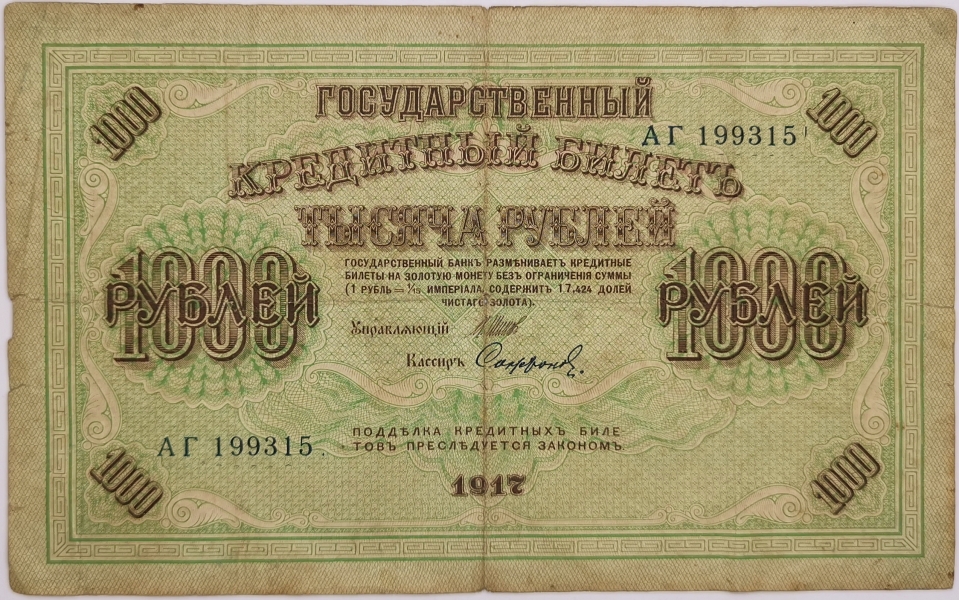 1000
ГОСУДАРСТВЕННЫЙ
1000
АГ 199315
КРЕДИТНЫЙ БИЛЕТЪ
ТЫСЯЧА РУБЛЕЙ
ГОСУДАРСТВЕННЫЙ БАНКЪ РАЗМѢНИВАЕТЪ КРЕДИТНЫЕ
БИЛЕТЫ НА ЗОЛОТУЮ МОНЕТУ БЕЗЪ ОГРАНИЧЕНІЯ СУММЫ
(1 РУБЛЬ = 1/15 ИМПЕРІАЛА, СОДЕРЖИТЪ 17,424 ДОЛЕЙ
ЧИСТАГО ЗОЛОТА).
1000
РУБЛЕЙ
1000
РУБЛЕЙ
Управляющій И.Шипов
Кассиръ Сафронов
АГ 199315
ПОДДѢЛКА КРЕДИТНЫХЪ БИЛЕ-
ТОВЪ ПРЕСЛѢДУЕТСЯ ЗАКОНОМЪ.
1000
1917
1000